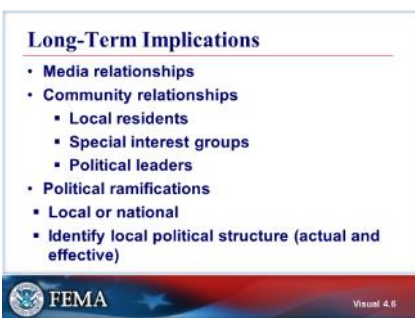 Long-Term Implications
• Media relationships
• Community relationships
▪ Local residents
▪ Special interest groups
▪ Political leaders
• Political ramifications
▪ Local or national
▪ Identify local political structure (actual and
effective)
FEMA
Visual 4.6